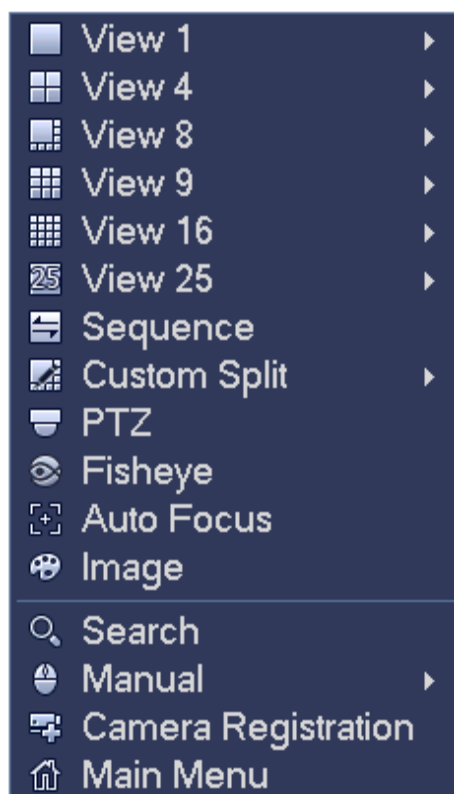 View 1
View 4
View 8
View 9
View 16
25 View 25
Sequence
Custom Split
PTZ
Fisheye
Auto Focus
Image
Search
Manual
Camera Registration
Main Menu